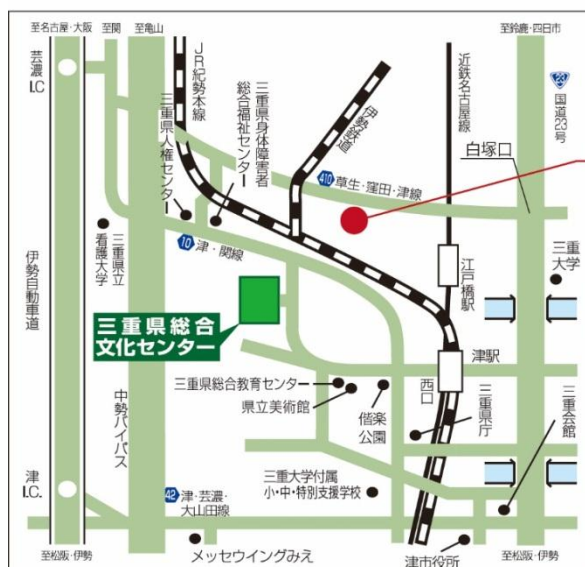 至名古屋・大阪
至関
至亀山
至鈴鹿・四日市
芸濃
I.C
JR紀勢本線
三重県人権センター
三重県身体障害者
総合福祉センター
伊勢鉄道
近鉄名古屋線
23
国道23号
白塚口
410 草生・窪田・津線
三重県立
看護大学
10 津・関線
伊勢自動車道
三重県総合
文化センター
江戸橋駅
三重
大学
津駅
西口
中勢バイパス
三重県総合教育センター
県立美術館
偕楽
公園
三重県庁
三重会館
津
I.C.
42 津・芸濃・
大山田線
三重大学付属
小・中・特別支援学校
至松阪・伊勢
メッセウイングみえ
津市役所
至松阪・伊勢